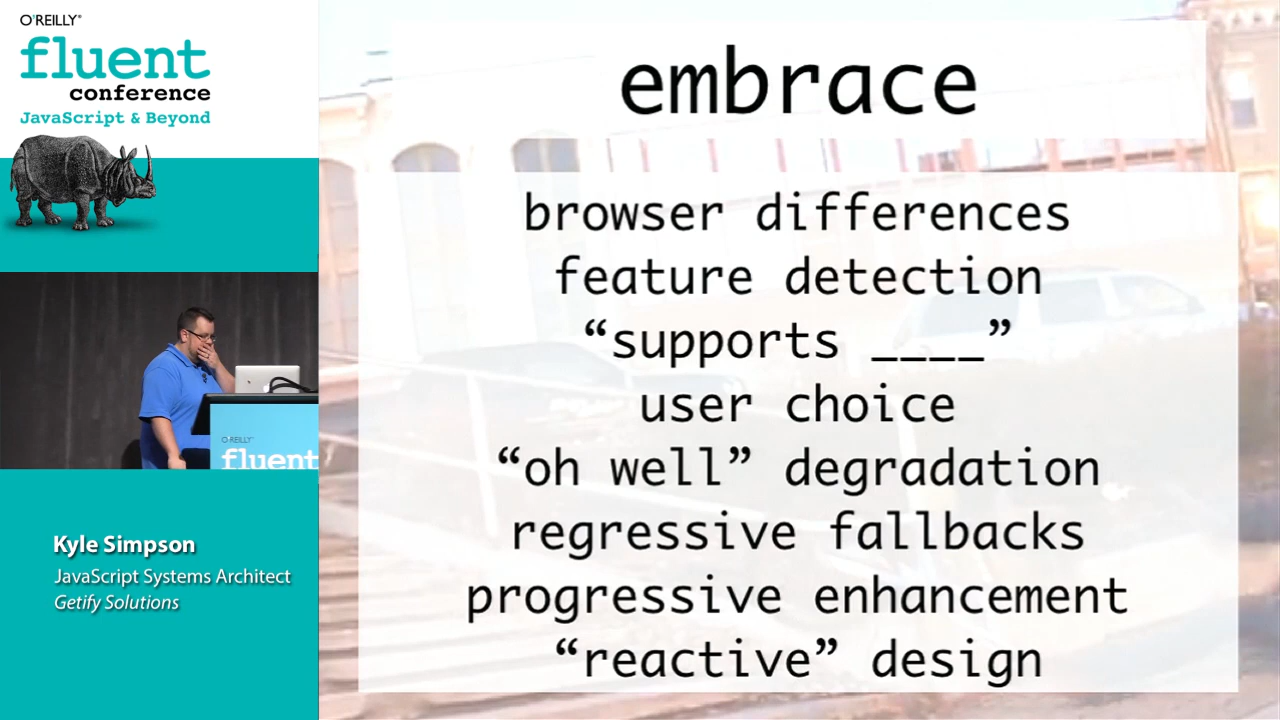 O'REILLY®
fluent
conference
JavaScript & Beyond
O'REILLY™
fluent
Kyle Simpson
JavaScript Systems Architect
Getify Solutions
embrace
browser differences
feature detection
“supports ____”
user choice
“oh well” degradation
regressive fallbacks
progressive enhancement
“reactive” design